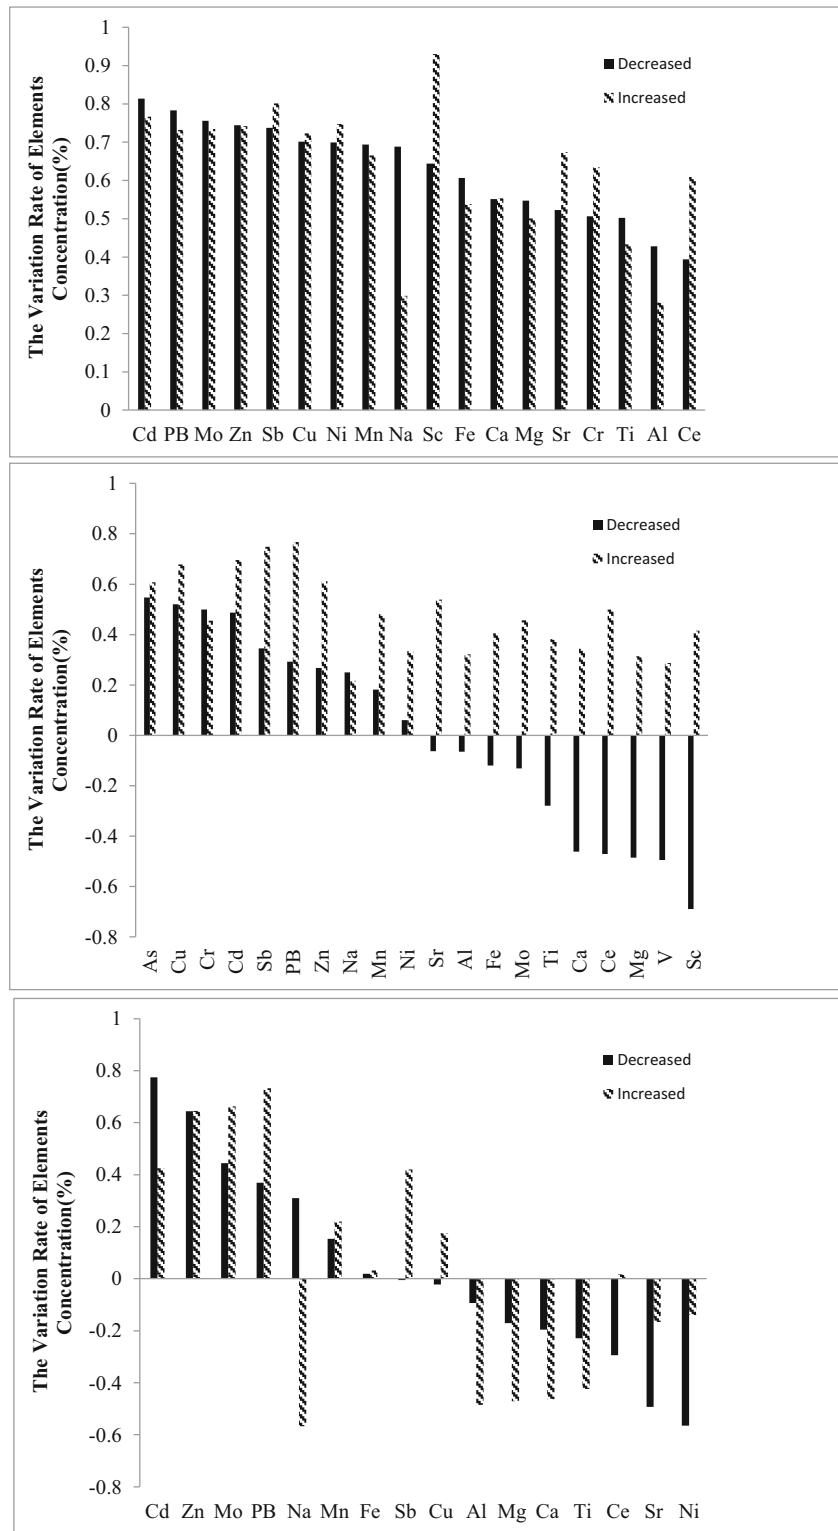 The Variation Rate of Elements
Concentration(%)
1
0.9
0.8
0.7
0.6
0.5
0.4
0.3
0.2
0.1
0
Decreased
Increased
Cd PB Mo Zn Sb Cu Ni Mn Na Sc Fe Ca Mg Sr Cr Ti Al Ce
The Variation Rate of Elements
Concentration(%)
1
0.8
0.6
0.4
0.2
0
-0.2
-0.4
-0.6
-0.8
Decreased
Increased
As Cu Cr Cd Sb PB Zn Na Mn Ni Sr Al Fe Mo Ti Ca Ce Mg V Sc
The Variation Rate of Elements
Concentration(%)
1
0.8
0.6
0.4
0.2
0
-0.2
-0.4
-0.6
-0.8
Decreased
Increased
Cd Zn Mo PB Na Mn Fe Sb Cu Al Mg Ca Ti Ce Sr Ni